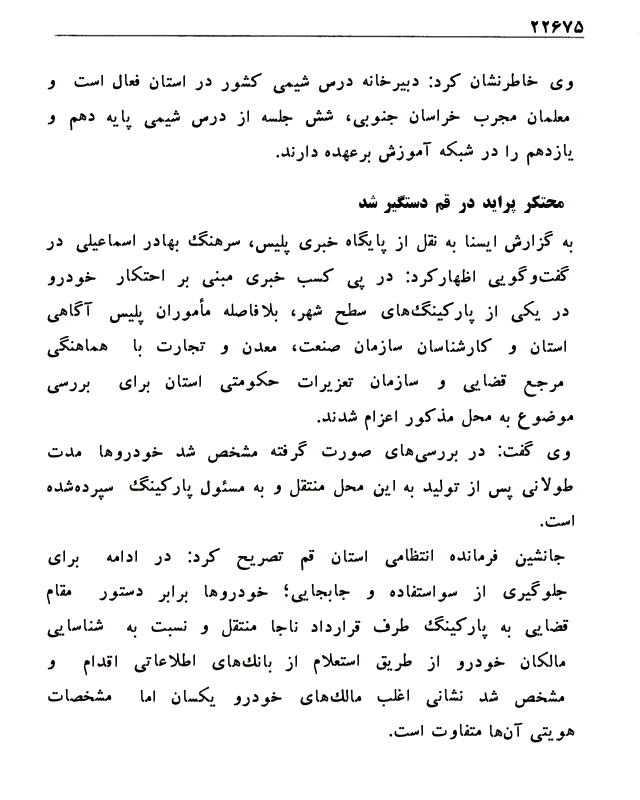 ۲۲۶۷۵
وی خاطرنشان کرد: دبیرخانه درس شیمی کشور در استان فعال است و
معلمان مجرب خراسان جنوبی، شش جلسه از درس شیمی پایه دهم و
یازدهم را در شبکه آموزش برعهده دارند.
محتکر پراید در قم دستگیر شد
به گزارش ایسنا به نقل از پایگاه خبری پلیس، سرهنگ بهادر اسماعیلی در
گفت‌وگویی اظهارکرد: در پی کسب خبری مبنی بر احتکار خودرو
در یکی از پارکینگ‌های سطح شهر، بلافاصله مأموران پلیس آگاهی
استان و کارشناسان سازمان صنعت، معدن و تجارت با هماهنگی
مرجع قضایی و سازمان تعزیرات حکومتی استان برای بررسی
موضوع به محل مذکور اعزام شدند.
وی گفت: در بررسی‌های صورت گرفته مشخص شد خودروها مدت
طولانی پس از تولید به این محل منتقل و به مسئول پارکینگ سپرده‌شده
است.
جانشین فرمانده انتظامی استان قم تصریح کرد: در ادامه برای
جلوگیری از سواستفاده و جابجایی؛ خودروها برابر دستور مقام
قضایی به پارکینگ طرف قرارداد ناجا منتقل و نسبت به شناسایی
مالکان خودرو از طریق استعلام از بانک‌های اطلاعاتی اقدام و
مشخص شد نشانی اغلب مالک‌های خودرو یکسان اما مشخصات
هویتی آن‌ها متفاوت است.